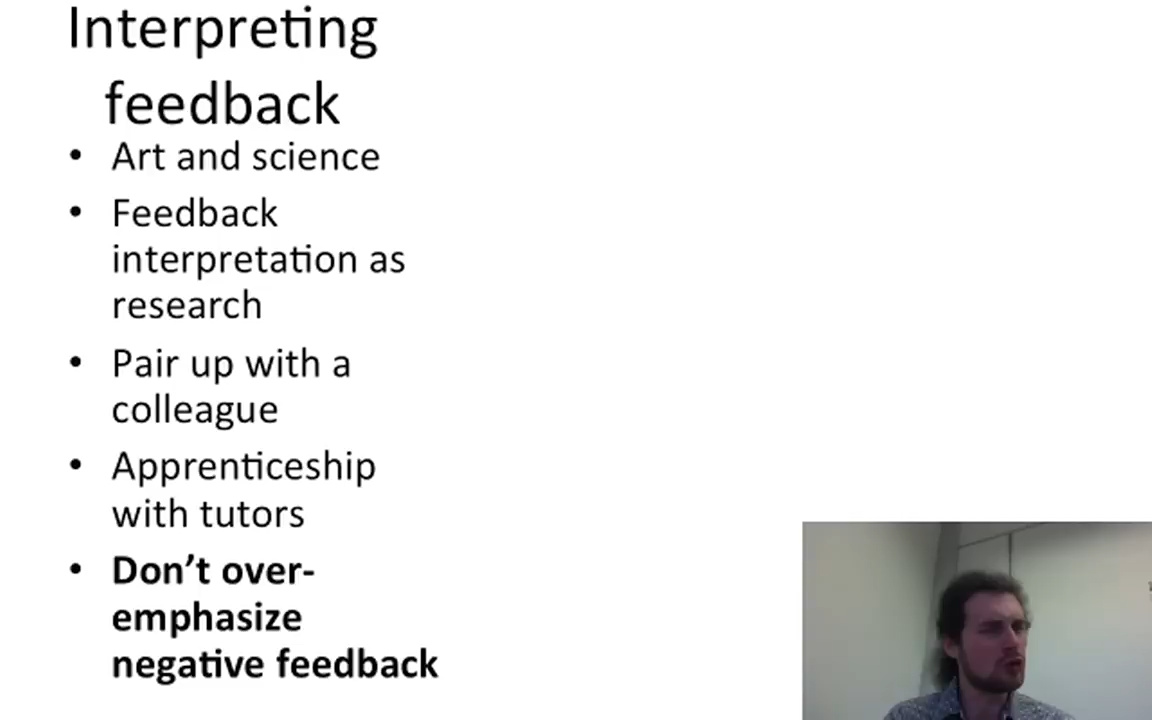 Interpreting
feedback
• Art and science
• Feedback
interpretation as
research
• Pair up with a
colleague
• Apprenticeship
with tutors
• Don’t over-
emphasize
negative feedback